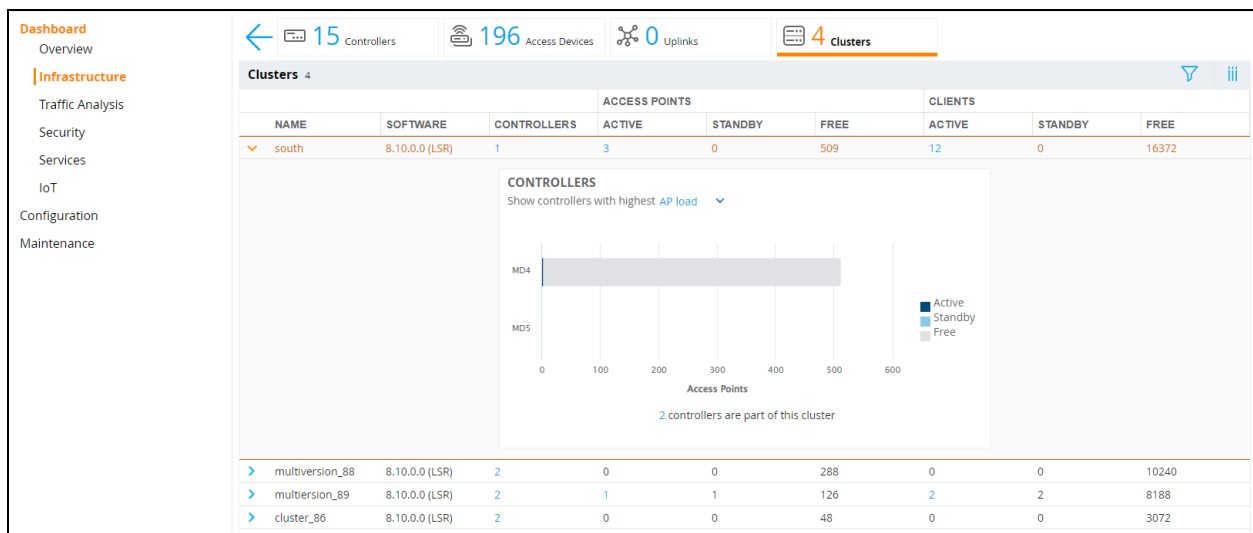 Dashboard
Overview
Infrastructure
Traffic Analysis
Security
Services
IoT
Configuration
Maintenance
15 Controllers 196 Access Devices 0 Uplinks 4 Clusters
Clusters 4
ACCESS POINTS CLIENTS
NAME SOFTWARE CONTROLLERS ACTIVE STANDBY FREE ACTIVE STANDBY FREE
south 8.10.0.0 (LSR) 1 3 0 509 12 0 16372
CONTROLLERS
Show controllers with highest AP load
MD4
MD5
Active
Standby
Free
0 100 200 300 400 500 600
Access Points
2 controllers are part of this cluster
multiversion_88 8.10.0.0 (LSR) 2 0 0 288 0 0 10240
multiersion_89 8.10.0.0 (LSR) 2 1 1 126 2 2 8188
cluster_86 8.10.0.0 (LSR) 2 0 0 48 0 0 3072